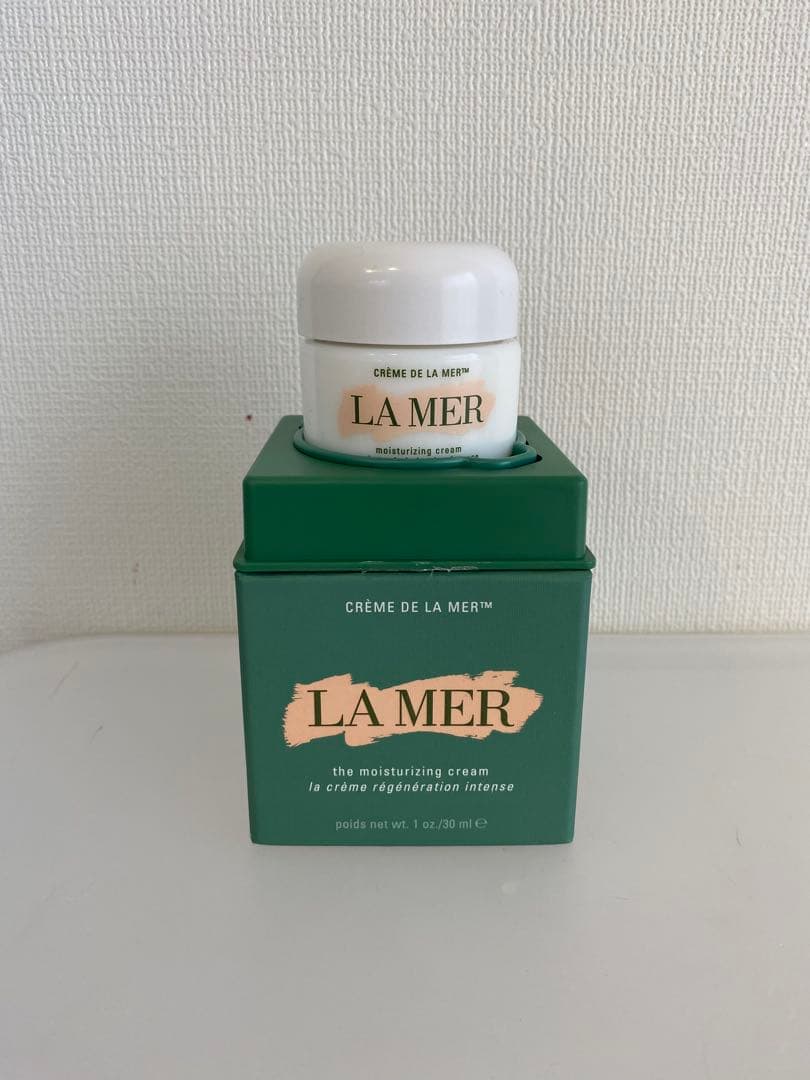 CRÈME DE LA MER™
LA MER
moisturizing cream
CRÈME DE LA MER™
LA MER
the moisturizing cream
la crème régénération intense
poids net wt. 1 oz./30 ml ℮